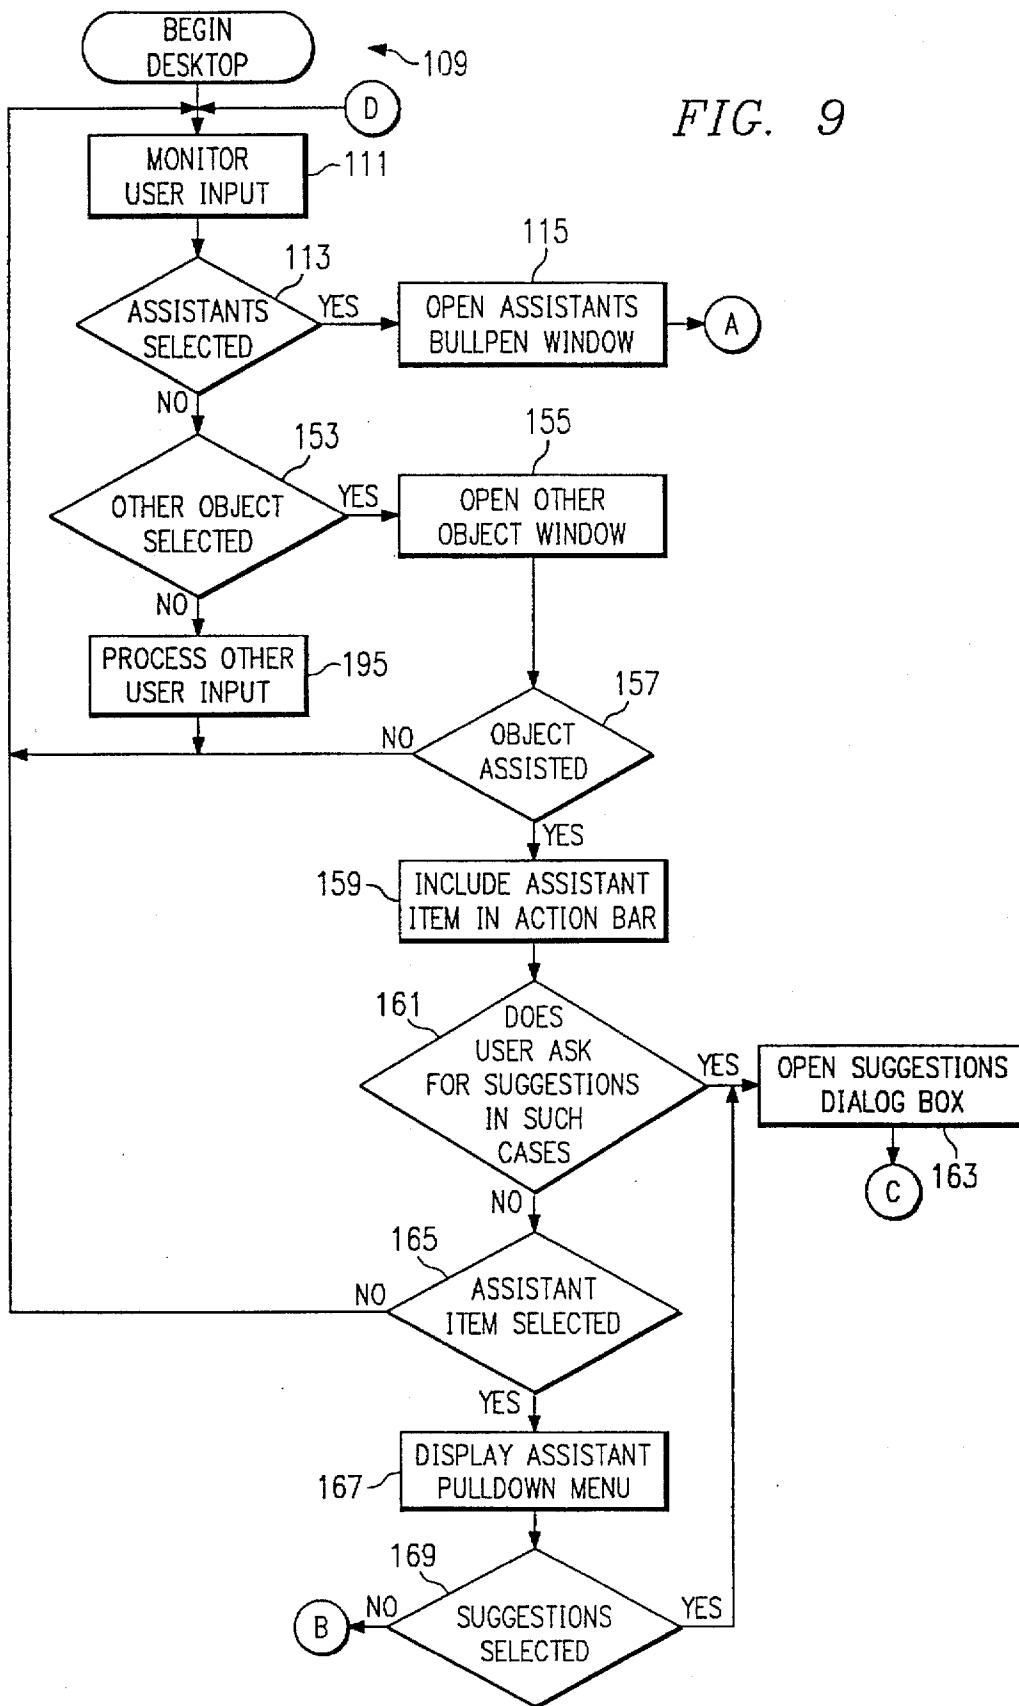 BEGIN
DESKTOP
109
D
FIG. 9
MONITOR
USER INPUT
111
113
ASSISTANTS
SELECTED
YES
115
OPEN ASSISTANTS
BULLPEN WINDOW
A
NO
153
OTHER OBJECT
SELECTED
YES
155
OPEN OTHER
OBJECT WINDOW
NO
PROCESS OTHER
USER INPUT
195
157
OBJECT
ASSISTED
NO
YES
159
INCLUDE ASSISTANT
ITEM IN ACTION BAR
161
DOES
USER ASK
FOR SUGGESTIONS
IN SUCH
CASES
YES
OPEN SUGGESTIONS
DIALOG BOX
163
C
NO
165
ASSISTANT
ITEM SELECTED
NO
YES
DISPLAY ASSISTANT
PULLDOWN MENU
167
169
SUGGESTIONS
SELECTED
NO
B
YES